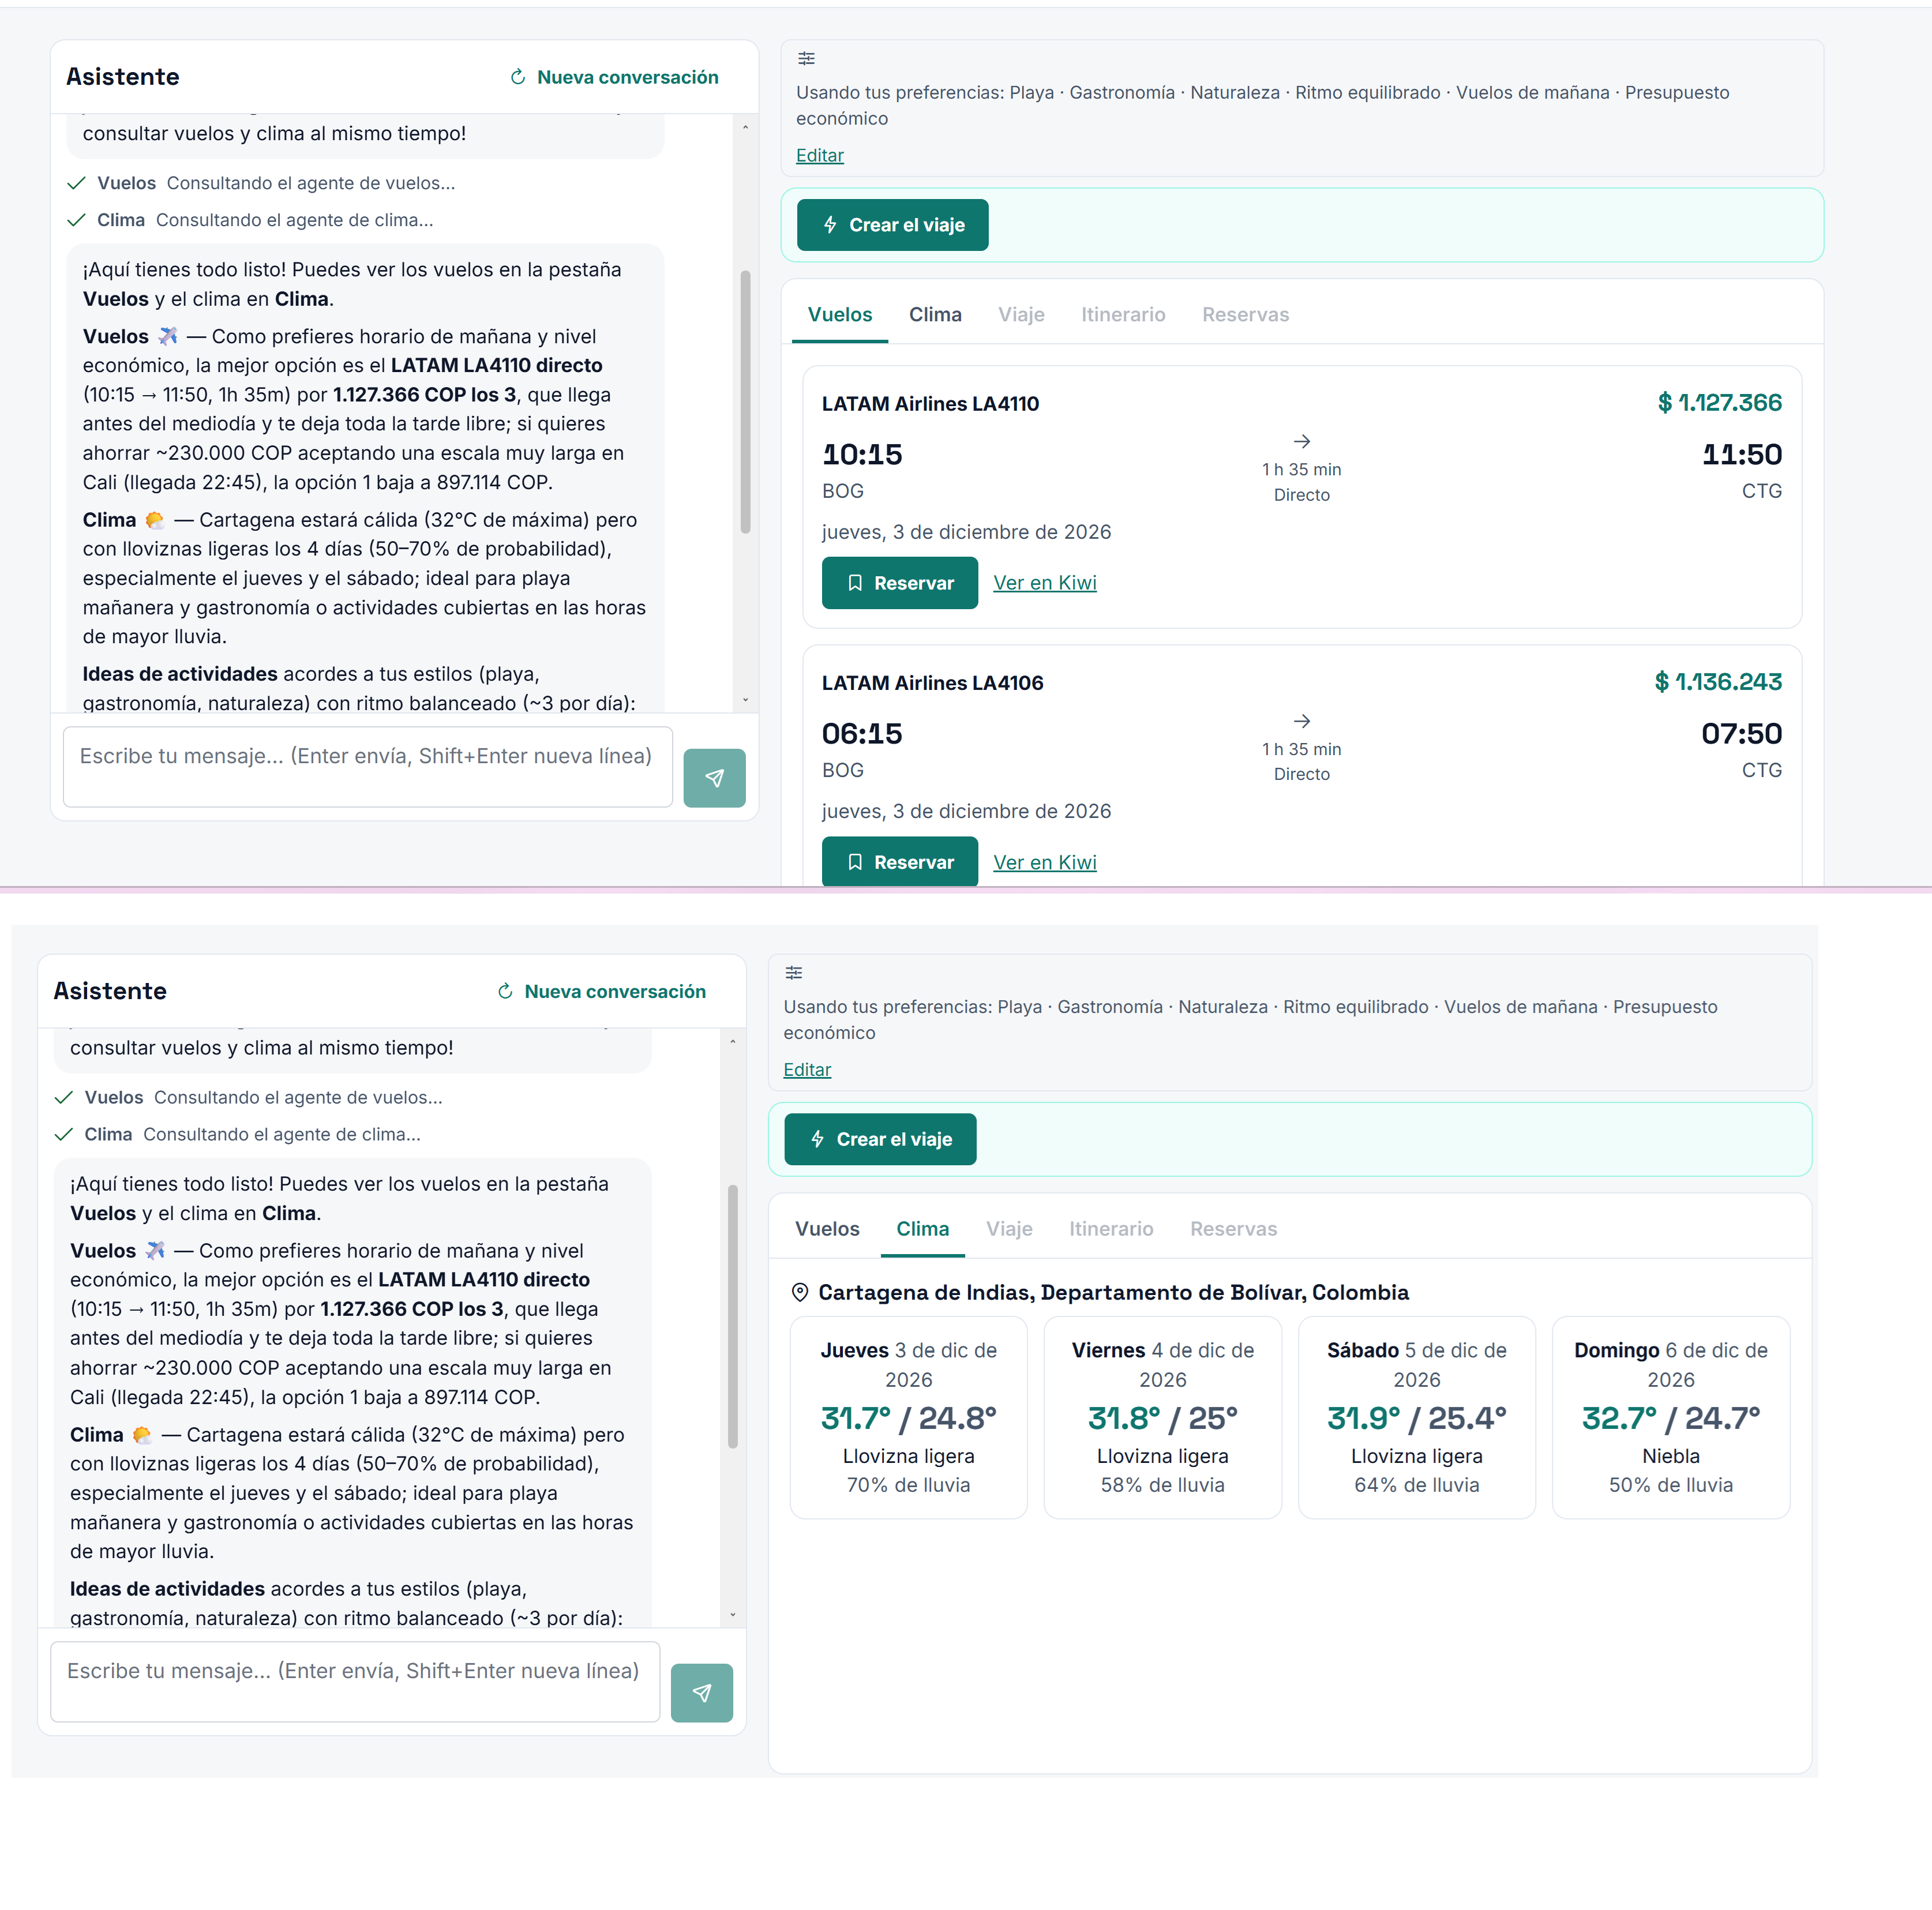 Asistente
Nueva conversación
consultar vuelos y clima al mismo tiempo!
Vuelos Consultando el agente de vuelos...
Clima Consultando el agente de clima...
¡Aquí tienes todo listo! Puedes ver los vuelos en la pestaña
Vuelos y el clima en Clima.
Vuelos ✈️ — Como prefieres horario de mañana y nivel
económico, la mejor opción es el LATAM LA4110 directo
(10:15 → 11:50, 1h 35m) por 1.127.366 COP los 3, que llega
antes del mediodía y te deja toda la tarde libre; si quieres
ahorrar ~230.000 COP aceptando una escala muy larga en
Cali (llegada 22:45), la opción 1 baja a 897.114 COP.
Clima 🌤️ — Cartagena estará cálida (32°C de máxima) pero
con lloviznas ligeras los 4 días (50–70% de probabilidad),
especialmente el jueves y el sábado; ideal para playa
mañanera y gastronomía o actividades cubiertas en las horas
de mayor lluvia.
Ideas de actividades acordes a tus estilos (playa,
gastronomía, naturaleza) con ritmo balanceado (~3 por día):
Escribe tu mensaje... (Enter envía, Shift+Enter nueva línea)
Usando tus preferencias: Playa · Gastronomía · Naturaleza · Ritmo equilibrado · Vuelos de mañana · Presupuesto
económico
Editar
Crear el viaje
Vuelos Clima Viaje Itinerario Reservas
LATAM Airlines LA4110 $ 1.127.366
10:15 → 11:50
BOG 1 h 35 min CTG
Directo
jueves, 3 de diciembre de 2026
Reservar Ver en Kiwi
LATAM Airlines LA4106 $ 1.136.243
06:15 → 07:50
BOG 1 h 35 min CTG
Directo
jueves, 3 de diciembre de 2026
Reservar Ver en Kiwi
Asistente
Nueva conversación
consultar vuelos y clima al mismo tiempo!
Vuelos Consultando el agente de vuelos...
Clima Consultando el agente de clima...
¡Aquí tienes todo listo! Puedes ver los vuelos en la pestaña
Vuelos y el clima en Clima.
Vuelos ✈️ — Como prefieres horario de mañana y nivel
económico, la mejor opción es el LATAM LA4110 directo
(10:15 → 11:50, 1h 35m) por 1.127.366 COP los 3, que llega
antes del mediodía y te deja toda la tarde libre; si quieres
ahorrar ~230.000 COP aceptando una escala muy larga en
Cali (llegada 22:45), la opción 1 baja a 897.114 COP.
Clima 🌤️ — Cartagena estará cálida (32°C de máxima) pero
con lloviznas ligeras los 4 días (50–70% de probabilidad),
especialmente el jueves y el sábado; ideal para playa
mañanera y gastronomía o actividades cubiertas en las horas
de mayor lluvia.
Ideas de actividades acordes a tus estilos (playa,
gastronomía, naturaleza) con ritmo balanceado (~3 por día):
Escribe tu mensaje... (Enter envía, Shift+Enter nueva línea)
Usando tus preferencias: Playa · Gastronomía · Naturaleza · Ritmo equilibrado · Vuelos de mañana · Presupuesto
económico
Editar
Crear el viaje
Vuelos Clima Viaje Itinerario Reservas
Cartagena de Indias, Departamento de Bolívar, Colombia
Jueves 3 de dic de
2026
31.7° / 24.8°
Llovizna ligera
70% de lluvia
Viernes 4 de dic de
2026
31.8° / 25°
Llovizna ligera
58% de lluvia
Sábado 5 de dic de
2026
31.9° / 25.4°
Llovizna ligera
64% de lluvia
Domingo 6 de dic de
2026
32.7° / 24.7°
Niebla
50% de lluvia